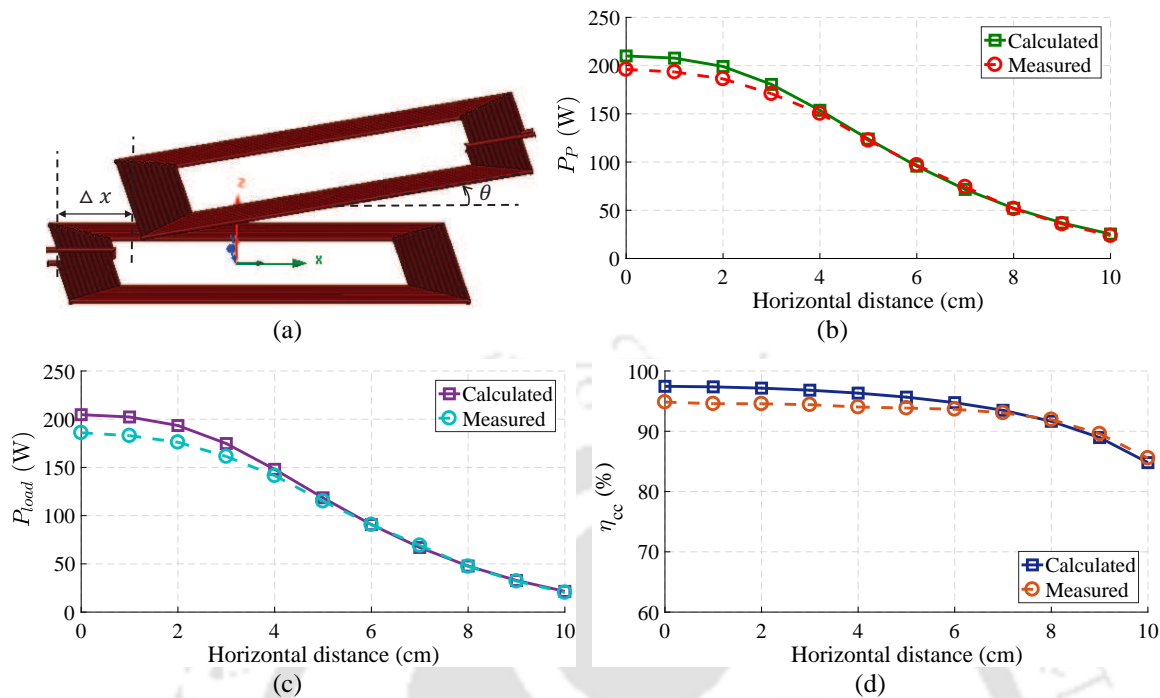 △ x
θ
z
x
(a)
250
200
150
100
50
0
P_P (W)
Calculated
Measured
0 2 4 6 8 10
Horizontal distance (cm)
(b)
250
200
150
100
50
0
P_load (W)
Calculated
Measured
0 2 4 6 8 10
Horizontal distance (cm)
(c)
100
90
80
70
60
η_cc (%)
Calculated
Measured
0 2 4 6 8 10
Horizontal distance (cm)
(d)